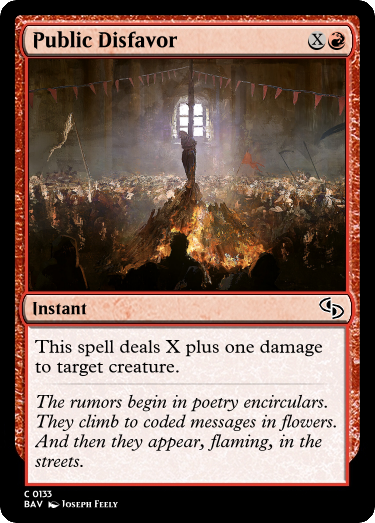 Public Disfavor X
Instant
This spell deals X plus one damage
to target creature.
The rumors begin in poetry encirculars.
They climb to coded messages in flowers.
And then they appear, flaming, in the
streets.
C 0133
BAV Joseph Feely